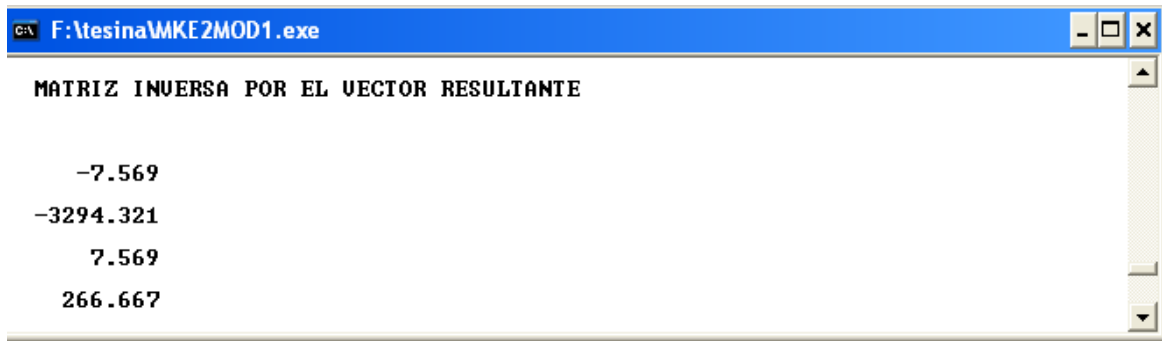 F:\tesina\MKE2MOD1.exe
MATRIZ INVERSA POR EL VECTOR RESULTANTE
-7.569
-3294.321
7.569
266.667